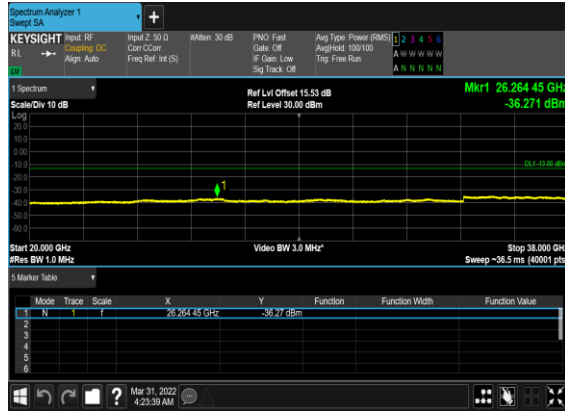 Spectrum Analyzer 1
Swept SA
+
KEYSIGHT Input: RF Input Z: 50 Ω #Atten: 30 dB PNO: Fast Avg Type: Power (RMS) 1 2 3 4 5 6
RL Coupling: DC Corr CCorr Gate: Off Avg|Hold: 100/100 A W W W W W
Align: Auto Freq Ref: Int (S) IF Gain: Low Trig: Free Run
Sig Track: Off A N N N N N
1 Spectrum Ref Lvl Offset 15.53 dB Mkr1 26.264 45 GHz
Scale/Div 10 dB Ref Level 30.00 dBm -36.271 dBm
Log
20.0
10.0
0.00
-10.0 DL1 -13.00 dBm
-20.0
-30.0 1
-40.0
-50.0
-60.0
Start 20.000 GHz Video BW 3.0 MHz* Stop 38.000 GHz
#Res BW 1.0 MHz Sweep ~36.5 ms (40001 pts)
5 Marker Table
Mode Trace Scale X Y Function Function Width Function Value
1 N 1 f 26.264 45 GHz -36.27 dBm
2
3
4
5
6
? Mar 31, 2022
4:23:39 AM